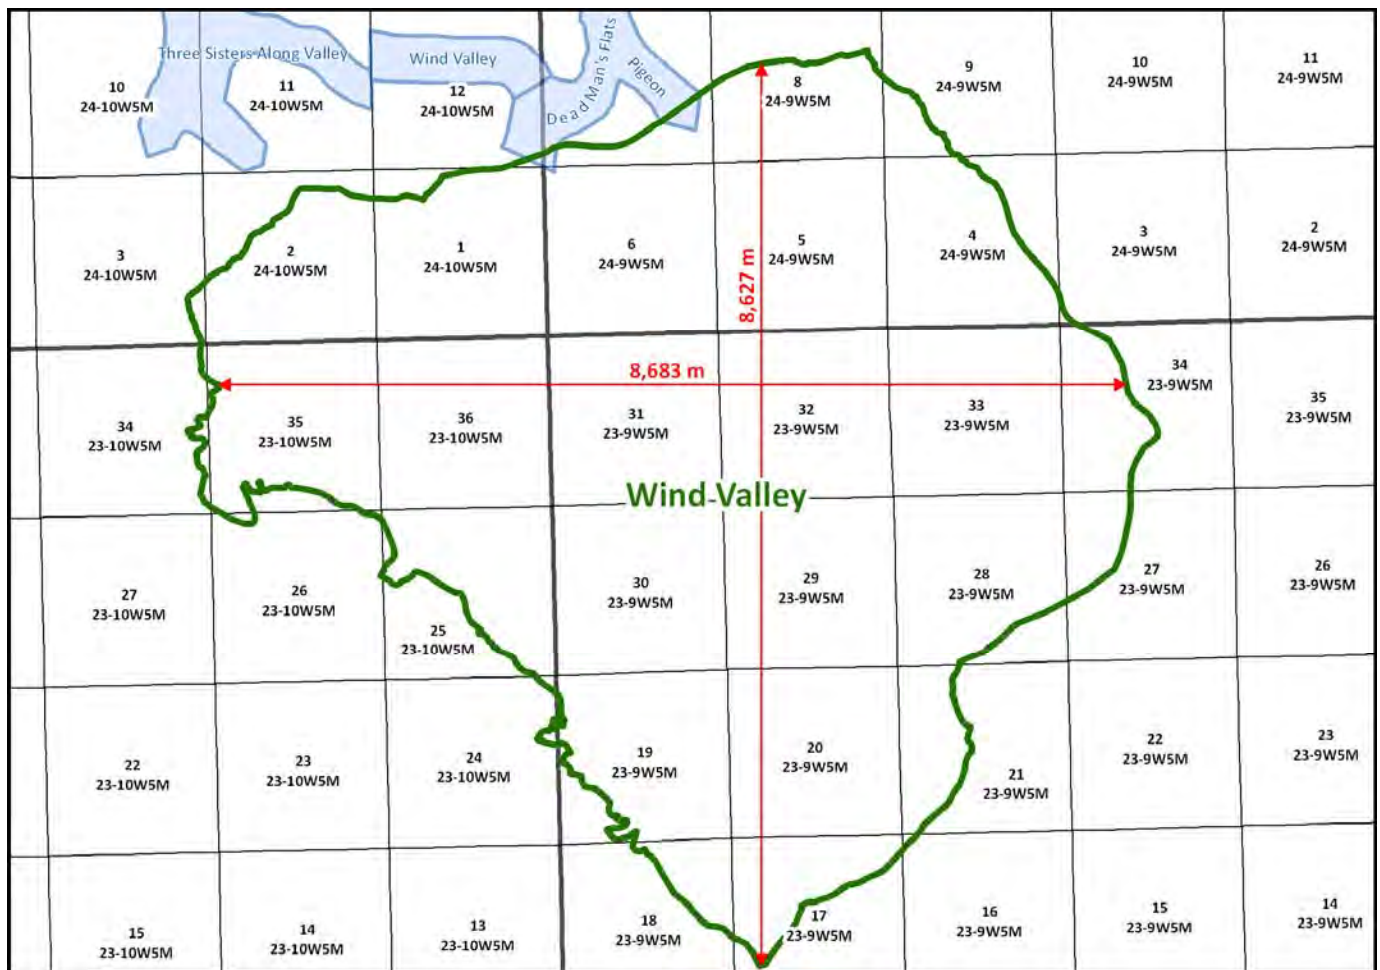 Three Sisters Along Valley
Wind Valley
Dead Man's Flats
Pigeon
10
24-10W5M
11
24-10W5M
12
24-10W5M
8
24-9W5M
9
24-9W5M
10
24-9W5M
11
24-9W5M
3
24-10W5M
2
24-10W5M
1
24-10W5M
6
24-9W5M
5
24-9W5M
4
24-9W5M
3
24-9W5M
2
24-9W5M
8,627 m
8,683 m
34
23-10W5M
35
23-10W5M
36
23-10W5M
31
23-9W5M
32
23-9W5M
33
23-9W5M
34
23-9W5M
35
23-9W5M
Wind Valley
27
23-10W5M
26
23-10W5M
25
23-10W5M
30
23-9W5M
29
23-9W5M
28
23-9W5M
27
23-9W5M
26
23-9W5M
22
23-10W5M
23
23-10W5M
24
23-10W5M
19
23-9W5M
20
23-9W5M
21
23-9W5M
22
23-9W5M
23
23-9W5M
15
23-10W5M
14
23-10W5M
13
23-10W5M
18
23-9W5M
17
23-9W5M
16
23-9W5M
15
23-9W5M
14
23-9W5M